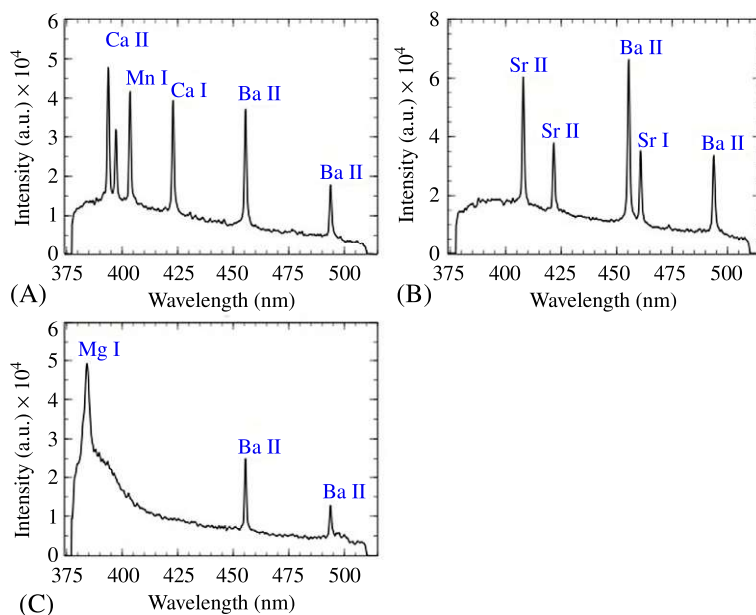 6
5
4
3
2
1
0
Intensity (a.u.) × 10⁴
Ca II
Mn I
Ca I
Ba II
Ba II
375 400 425 450 475 500
Wavelength (nm)
(A)
8
6
4
2
0
Intensity (a.u.) × 10⁴
Sr II
Sr II
Ba II
Sr I
Ba II
375 400 425 450 475 500
Wavelength (nm)
(B)
6
5
4
3
2
1
0
Intensity (a.u.) × 10⁴
Mg I
Ba II
Ba II
375 400 425 450 475 500
Wavelength (nm)
(C)